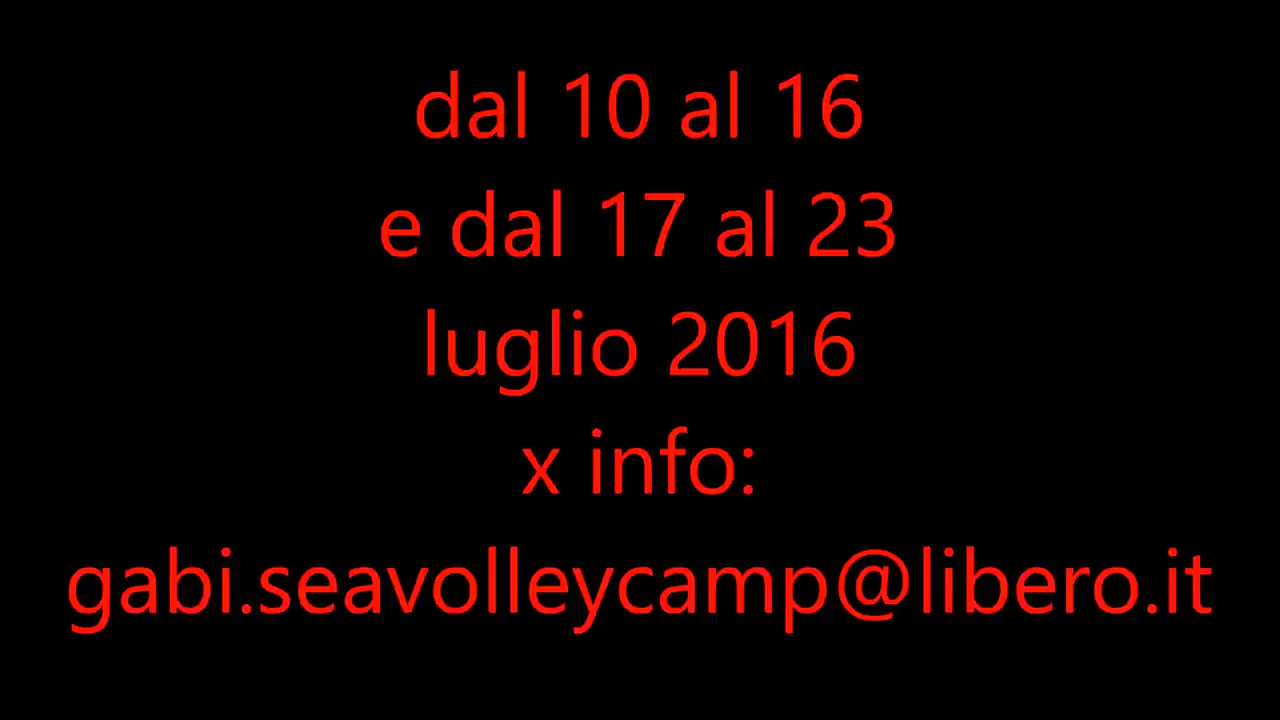 dal 10 al 16
e dal 17 al 23
luglio 2016
x info:
gabi.seavolleycamp@libero.it